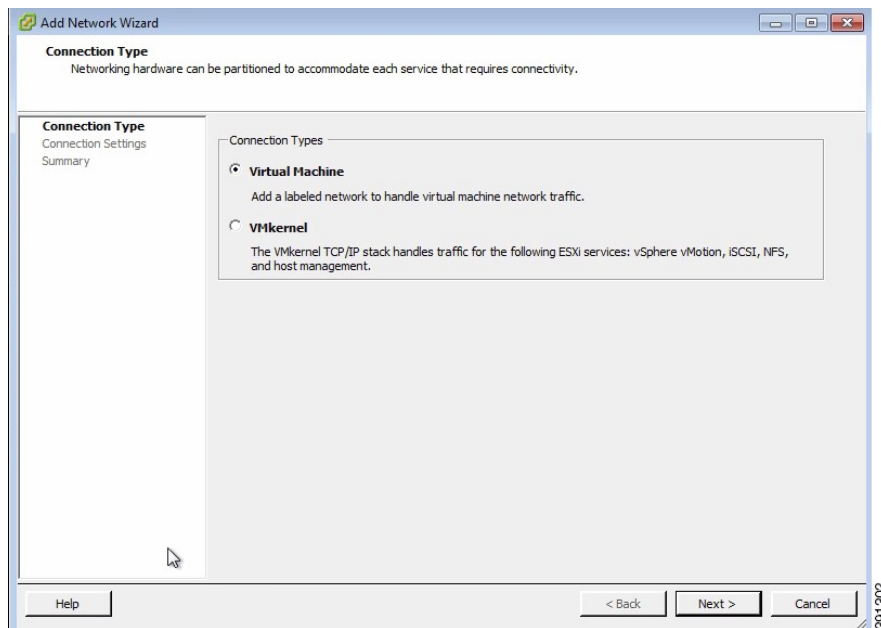 Add Network Wizard
Connection Type
Networking hardware can be partitioned to accommodate each service that requires connectivity.
Connection Type
Connection Settings
Summary
Connection Types
Virtual Machine
Add a labeled network to handle virtual machine network traffic.
VMkernel
The VMkernel TCP/IP stack handles traffic for the following ESXi services: vSphere vMotion, iSCSI, NFS,
and host management.
Help
< Back
Next >
Cancel